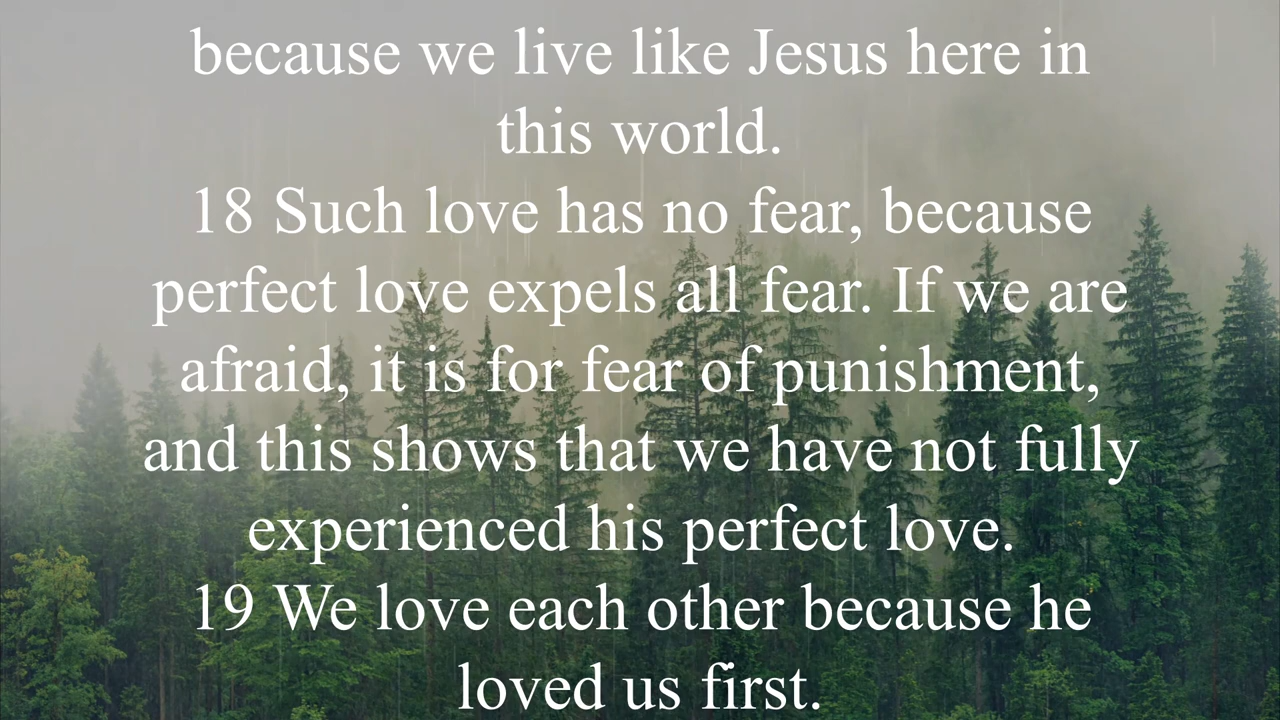 because we live like Jesus here in
this world.
18 Such love has no fear, because
perfect love expels all fear. If we are
afraid, it is for fear of punishment,
and this shows that we have not fully
experienced his perfect love.
19 We love each other because he
loved us first.